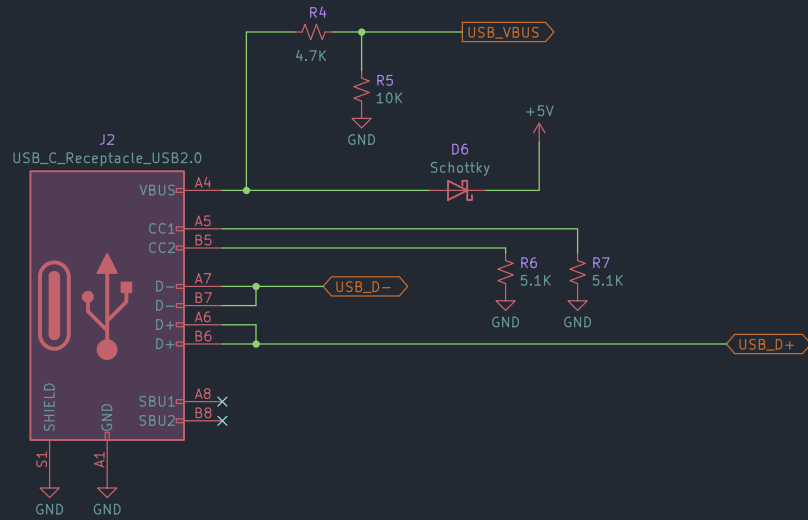 R4
USB_VBUS
4.7K
R5
10K
GND
+5V
J2
D6
USB_C_Receptacle_USB2.0
Schottky
VBUS
A4
CC1
A5
CC2
B5
R6
R7
5.1K
5.1K
D-
A7
USB_D-
D-
B7
GND
GND
D+
A6
D+
B6
USB_D+
SBU1
A8
SBU2
B8
SHIELD
GND
S1
A1
GND
GND